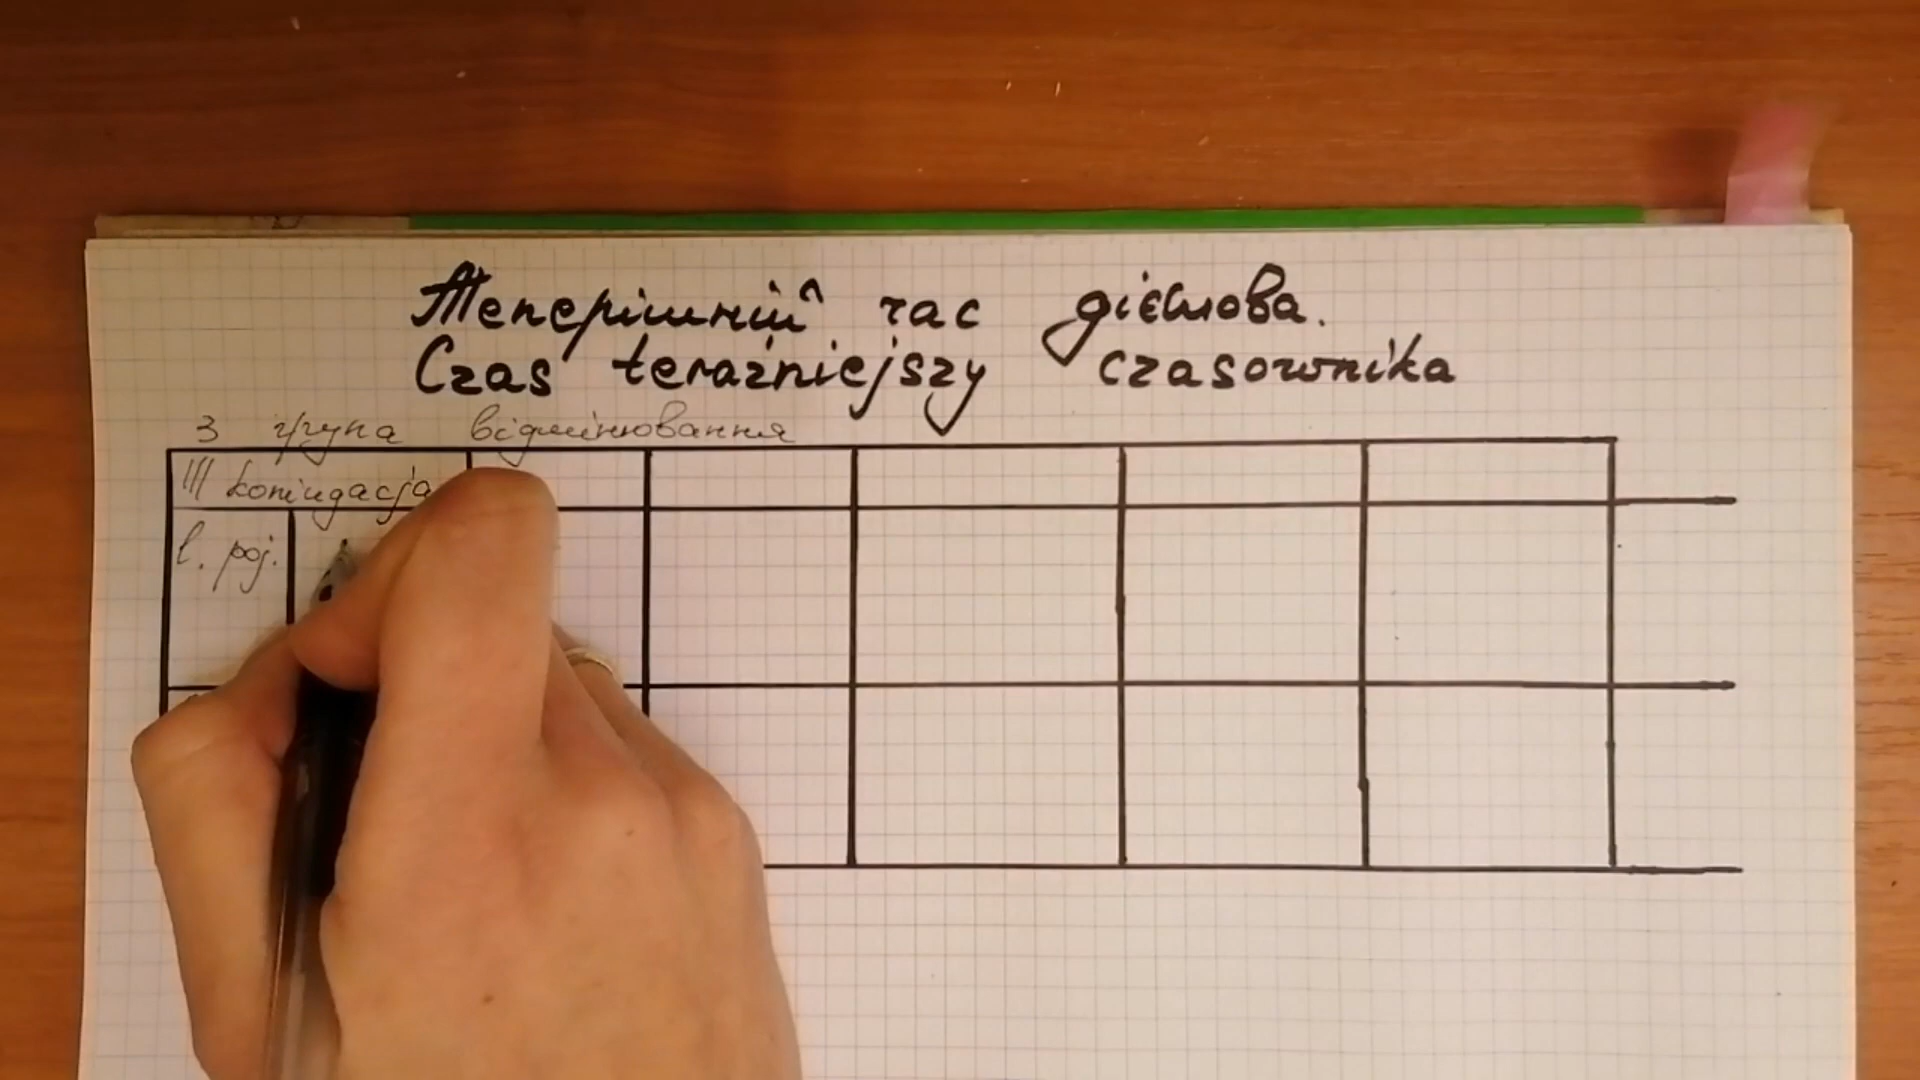 Теперішній час дієслова.
Czas teraźniejszy czasownika
3 група відмінювання
III koniugacja
l. poj.